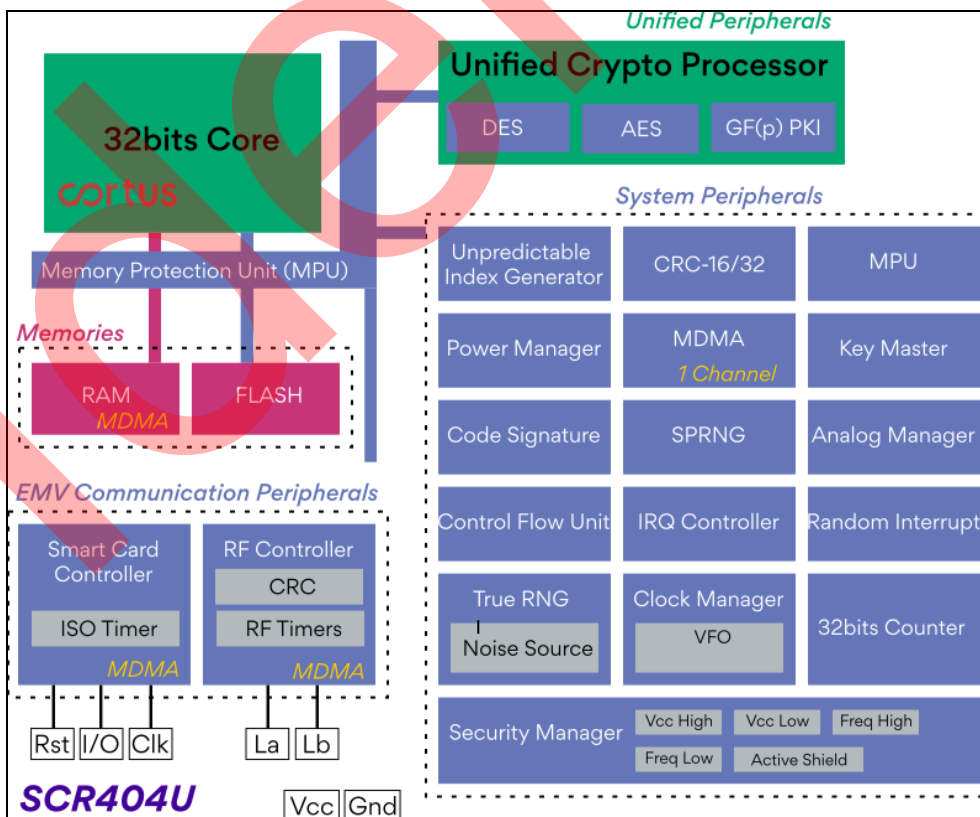 Unified Peripherals
Unified Crypto Processor
DES
AES
GF(p) PKI
32bits Core
cortus
Memory Protection Unit (MPU)
Memories
RAM
MDMA
FLASH
System Peripherals
Unpredictable
Index Generator
CRC-16/32
MPU
Power Manager
MDMA
1 Channel
Key Master
Code Signature
SPRNG
Analog Manager
Control Flow Unit
IRQ Controller
Random Interrupt
True RNG
Noise Source
Clock Manager
VFO
32bits Counter
Security Manager
Vcc High
Vcc Low
Freq High
Freq Low
Active Shield
EMV Communication Peripherals
Smart Card
Controller
ISO Timer
MDMA
RF Controller
CRC
RF Timers
MDMA
Rst
I/O
Clk
La
Lb
SCR404U
Vcc
Gnd